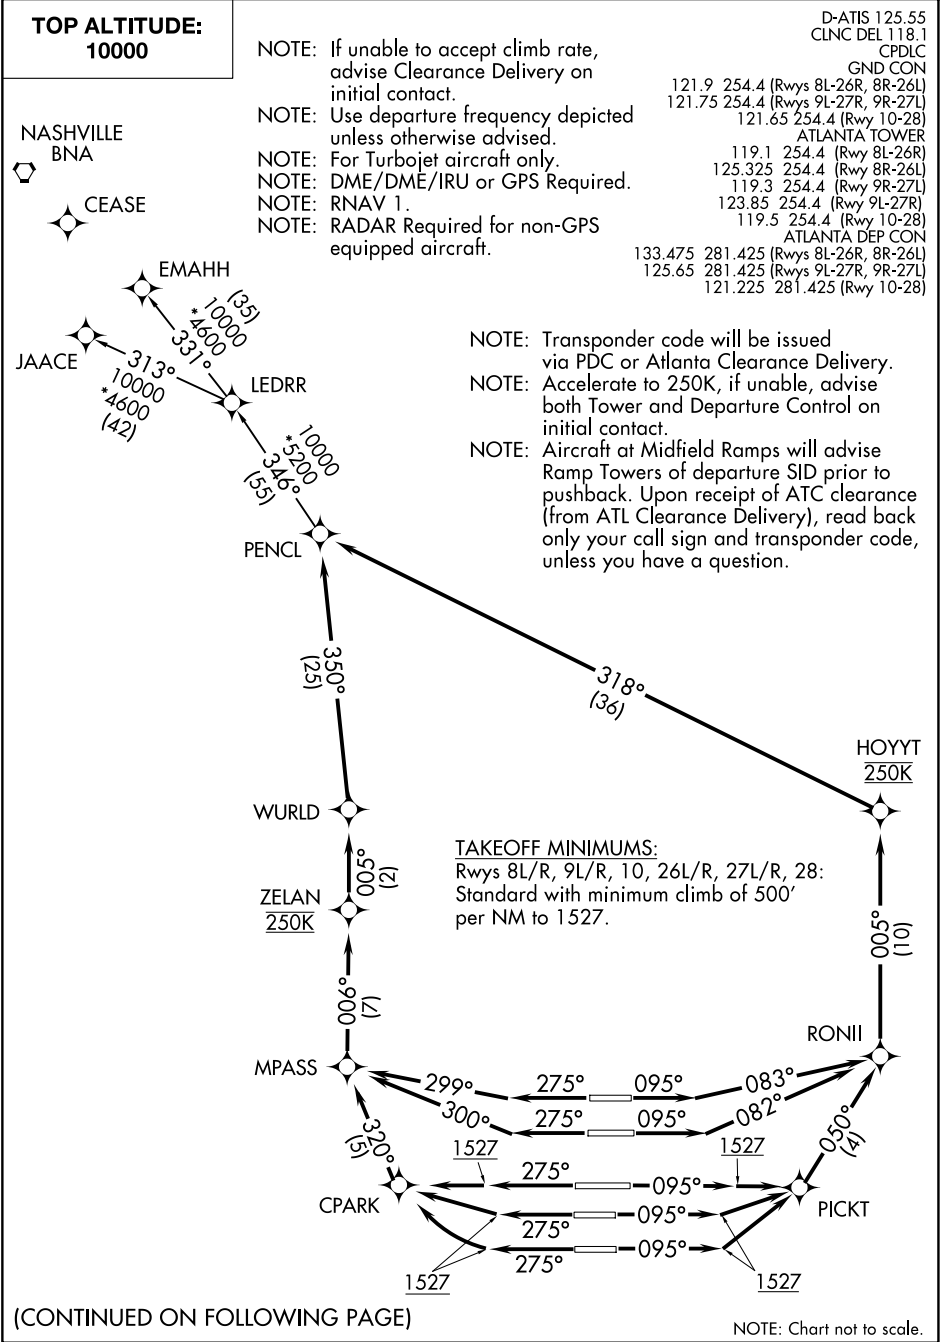 TOP ALTITUDE:
10000
NOTE: If unable to accept climb rate,
advise Clearance Delivery on
initial contact.
NOTE: Use departure frequency depicted
unless otherwise advised.
NOTE: For Turbojet aircraft only.
NOTE: DME/DME/IRU or GPS Required.
NOTE: RNAV 1.
NOTE: RADAR Required for non-GPS
equipped aircraft.
D-ATIS 125.55
CLNC DEL 118.1
CPDLC
GND CON
121.9 254.4 (Rwys 8L-26R, 8R-26L)
121.75 254.4 (Rwys 9L-27R, 9R-27L)
121.65 254.4 (Rwy 10-28)
ATLANTA TOWER
119.1 254.4 (Rwy 8L-26R)
125.325 254.4 (Rwy 8R-26L)
119.3 254.4 (Rwy 9R-27L)
123.85 254.4 (Rwy 9L-27R)
119.5 254.4 (Rwy 10-28)
ATLANTA DEP CON
133.475 281.425 (Rwys 8L-26R, 8R-26L)
125.65 281.425 (Rwys 9L-27R, 9R-27L)
121.225 281.425 (Rwy 10-28)
NASHVILLE
BNA
CEASE
EMAHH
(35)
10000
*4600
331°
JAACE
313°
10000
*4600
(42)
LEDRR
10000
*5200
346°
(55)
NOTE: Transponder code will be issued
via PDC or Atlanta Clearance Delivery.
NOTE: Accelerate to 250K, if unable, advise
both Tower and Departure Control on
initial contact.
NOTE: Aircraft at Midfield Ramps will advise
Ramp Towers of departure SID prior to
pushback. Upon receipt of ATC clearance
(from ATL Clearance Delivery), read back
only your call sign and transponder code,
unless you have a question.
PENCL
350°
(25)
318°
(36)
HOYYT
250K
WURLD
005°
(2)
ZELAN
250K
TAKEOFF MINIMUMS:
Rwys 8L/R, 9L/R, 10, 26L/R, 27L/R, 28:
Standard with minimum climb of 500'
per NM to 1527.
005°
(10)
006°
(7)
RONII
MPASS
299°
275°
095°
083°
300°
275°
095°
082°
320°
(5)
050°
(4)
1527
1527
275°
095°
CPARK
PICKT
275°
095°
275°
095°
1527
1527
(CONTINUED ON FOLLOWING PAGE)
NOTE: Chart not to scale.